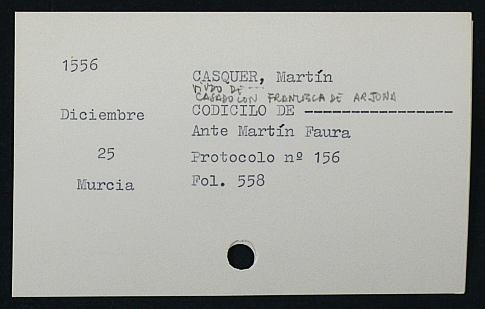 1556
CASQUER, Martín
VIUDO DE
CASADO CON FRANCISCA DE ARJONA
Diciembre
CODICILO DE ----------------
Ante Martín Faura
25
Protocolo nº 156
Murcia
Fol. 558